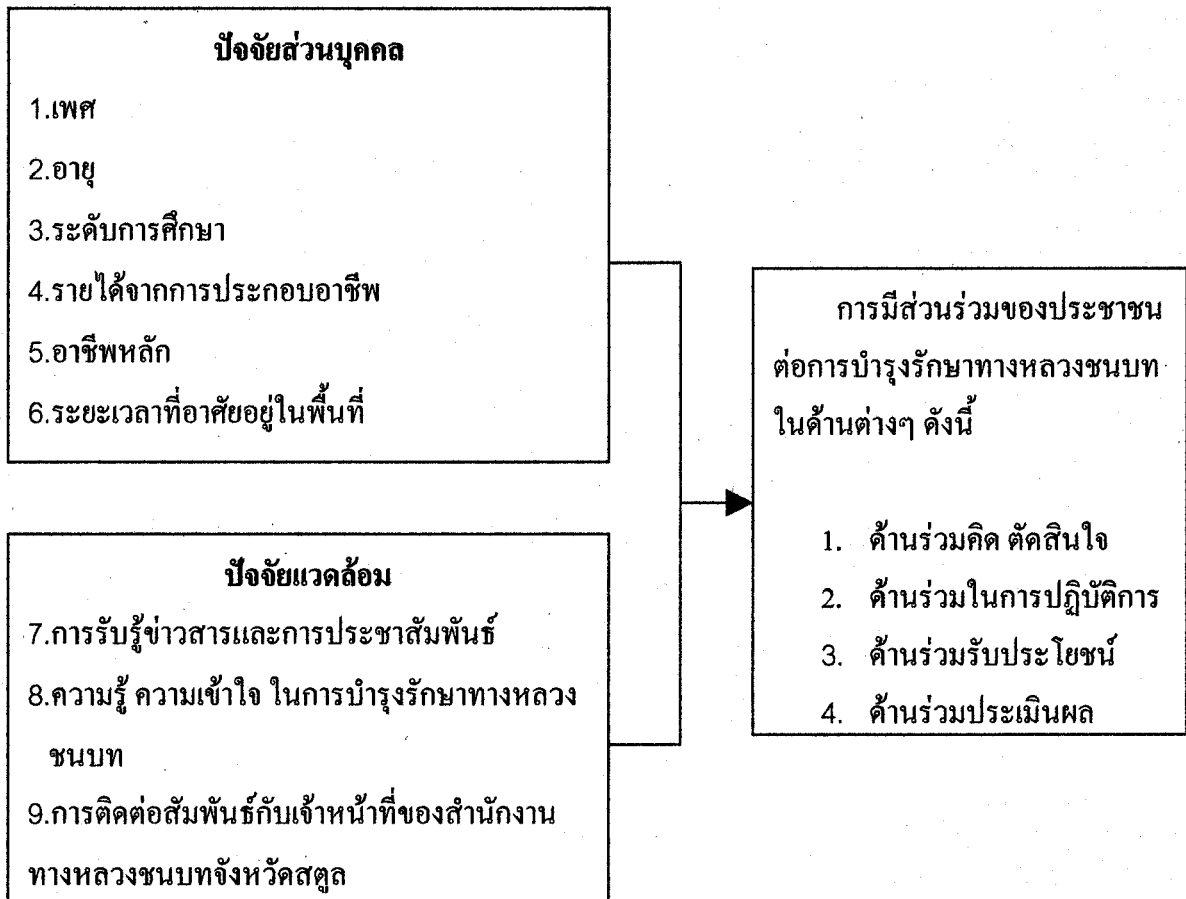 ปัจจัยส่วนบุคคล
1.เพศ
2.อายุ
3.ระดับการศึกษา
4.รายได้จากการประกอบอาชีพ
5.อาชีพหลัก
6.ระยะเวลาที่อาศัยอยู่ในพื้นที่
ปัจจัยแวดล้อม
7.การรับรู้ข่าวสารและการประชาสัมพันธ์
8.ความรู้ ความเข้าใจ ในการบำรุงรักษาทางหลวง
ชนบท
9.การติดต่อสัมพันธ์กับเจ้าหน้าที่ของสำนักงาน
ทางหลวงชนบทจังหวัดสตูล
การมีส่วนร่วมของประชาชน
ต่อการบำรุงรักษาทางหลวงชนบท
ในด้านต่างๆ ดังนี้
1. ด้านร่วมคิด ตัดสินใจ
2. ด้านร่วมในการปฏิบัติการ
3. ด้านร่วมรับประโยชน์
4. ด้านร่วมประเมินผล